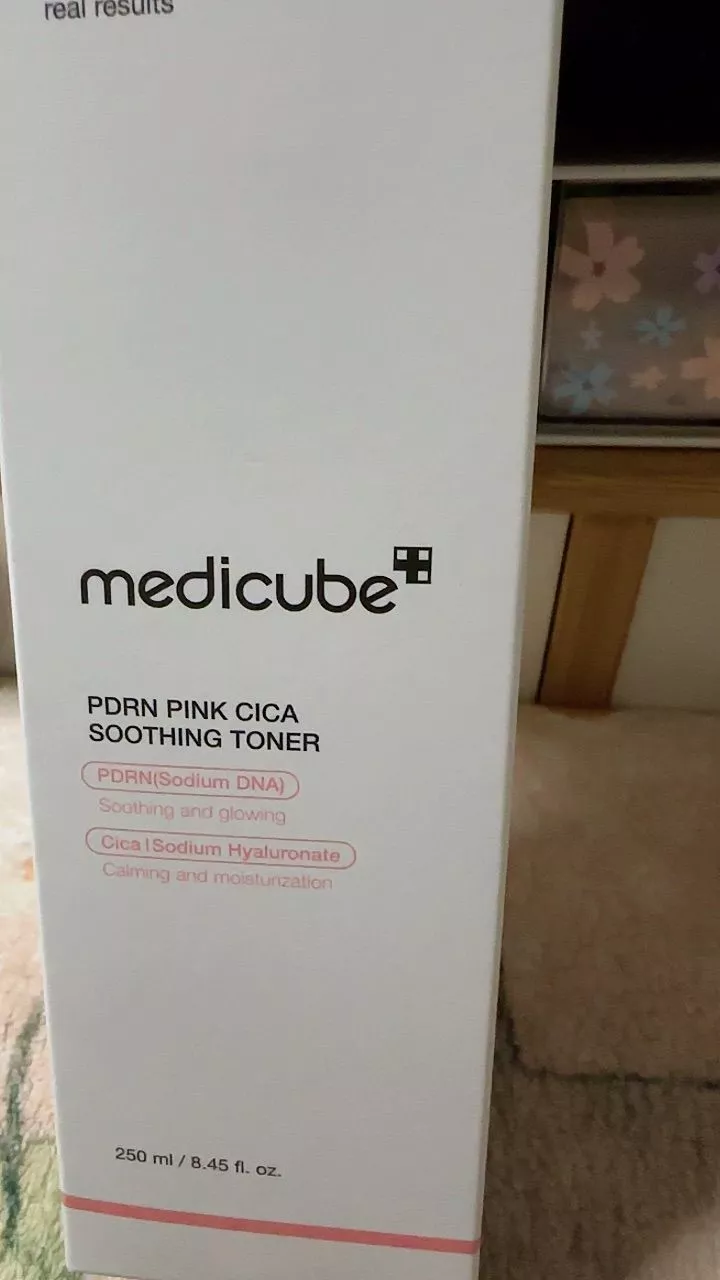 real results
medicube
PDRN PINK CICA
SOOTHING TONER
PDRN(Sodium DNA)
Soothing and glowing
Cica | Sodium Hyaluronate
Calming and moisturization
250 ml / 8.45 fl. oz.